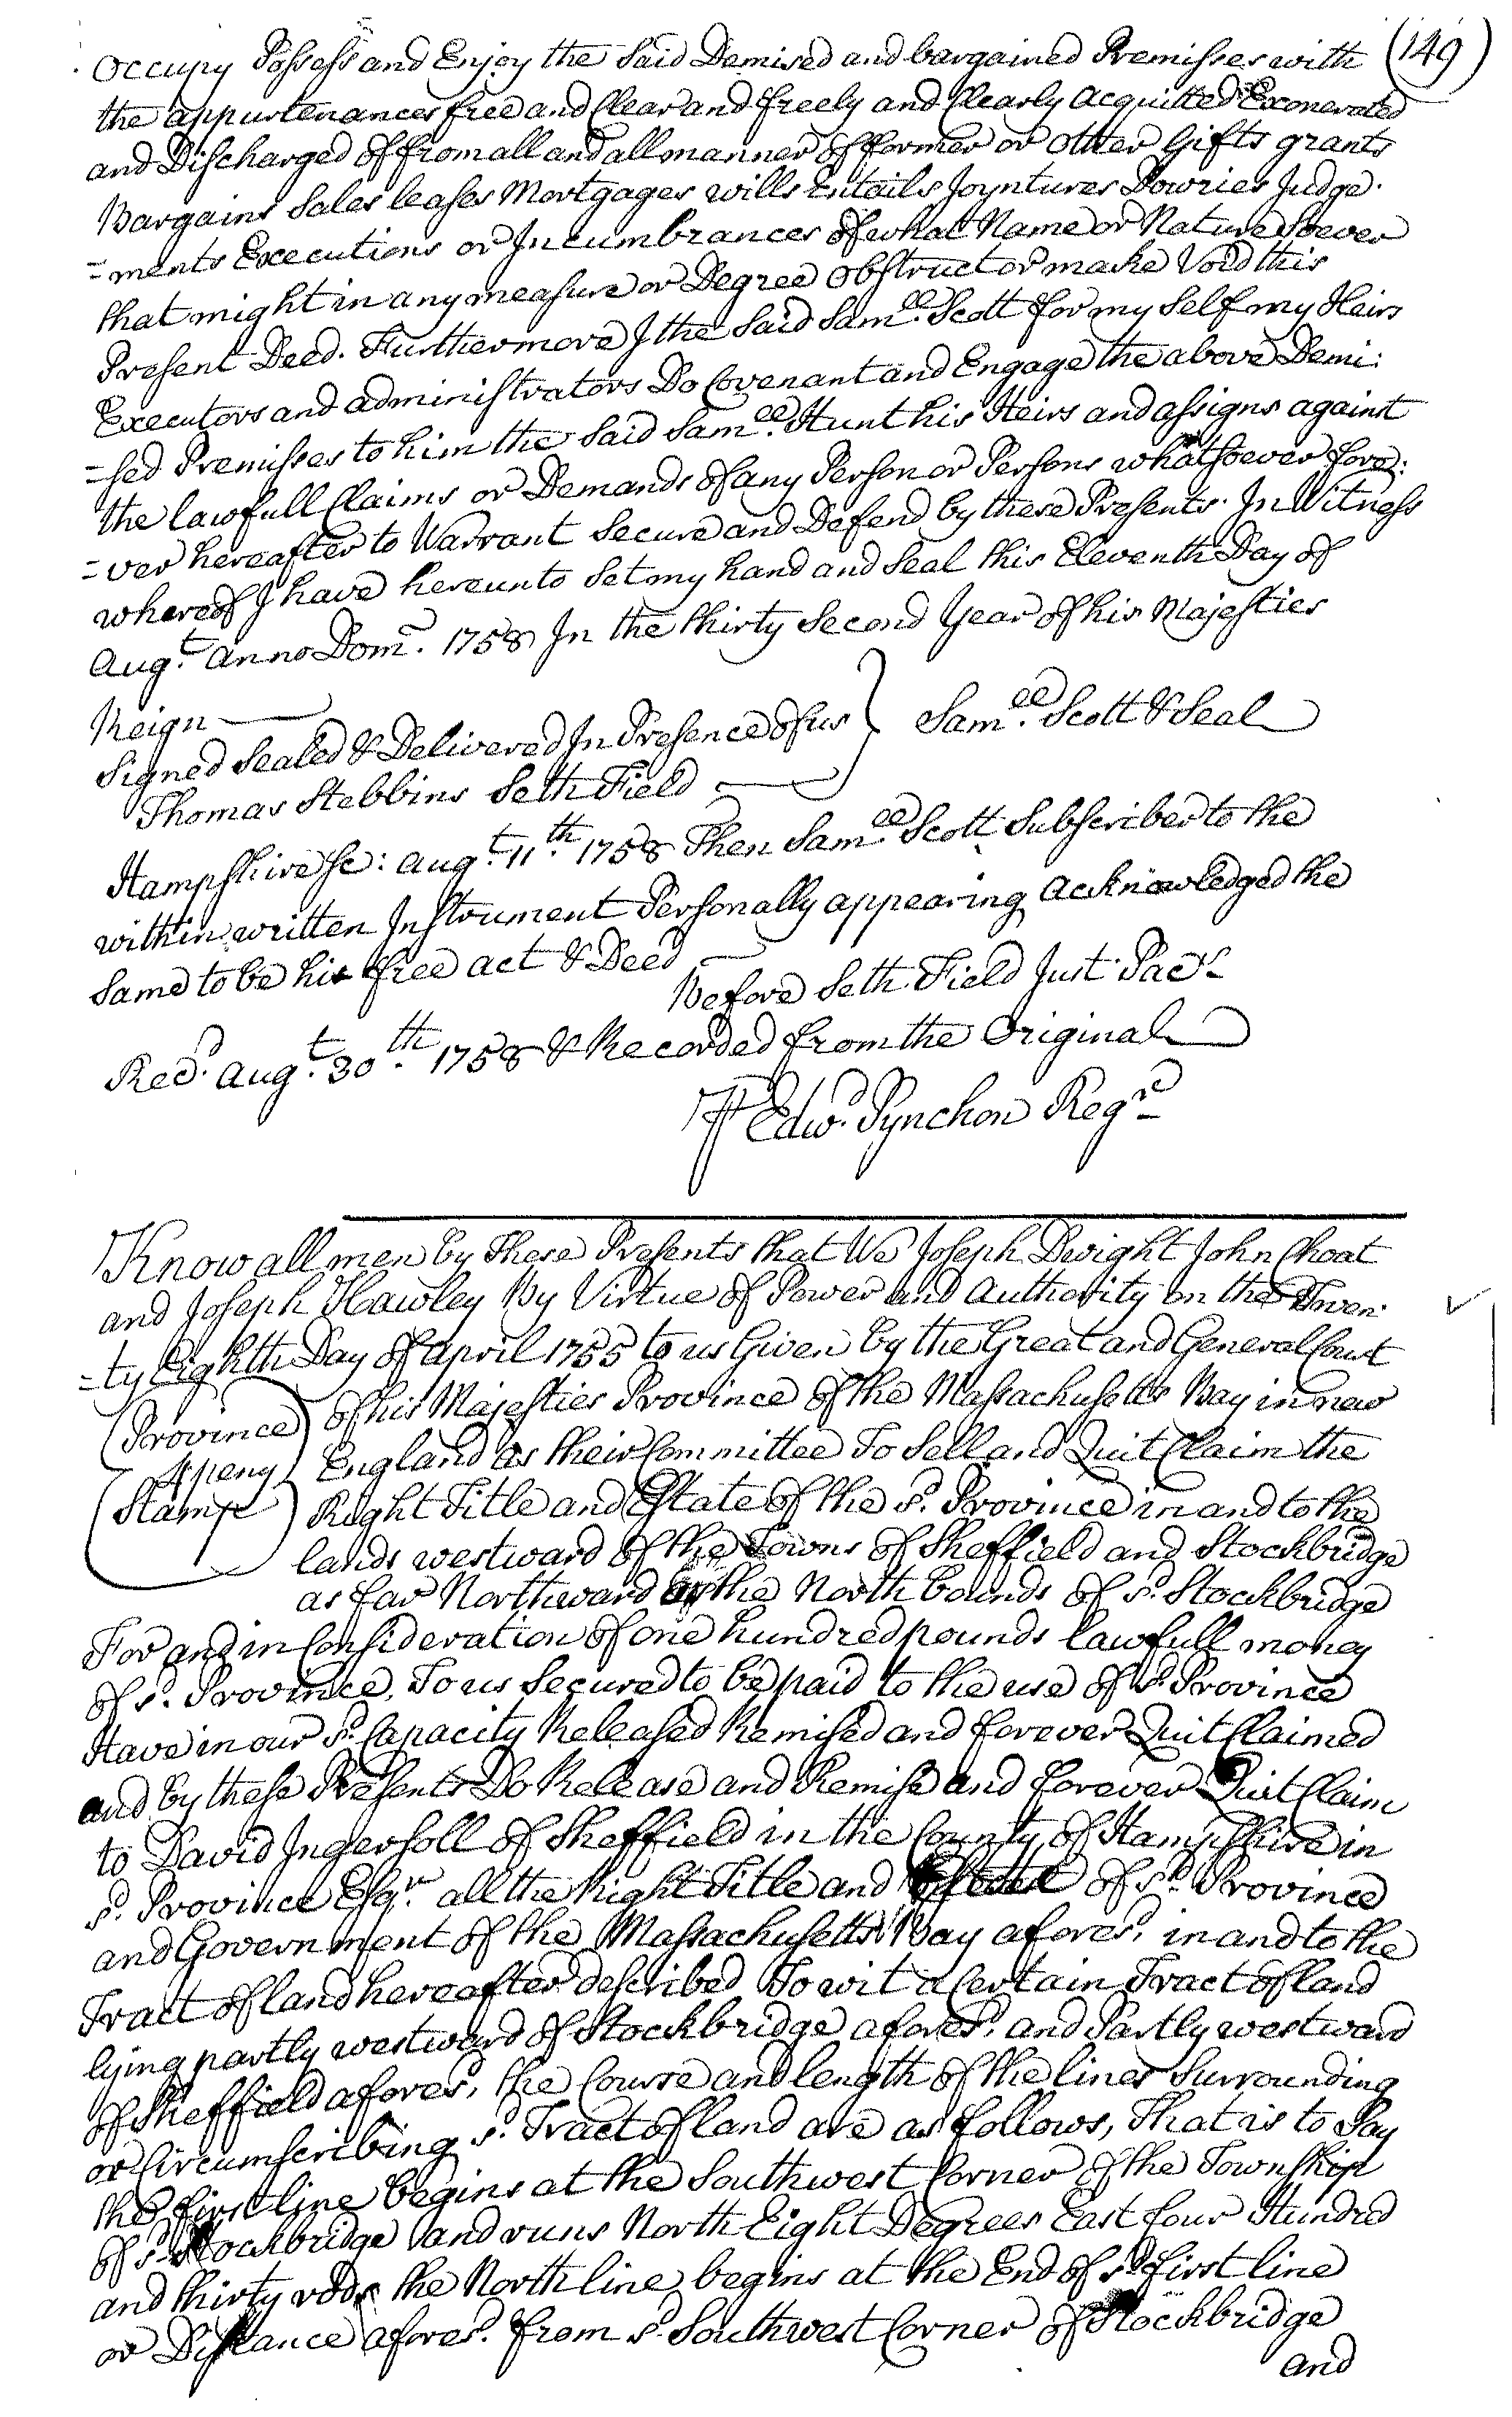 (149)
Occupy Possess and Enjoy the Said Demised and bargained Premisses with
the appurtenances free and Clear and freely and Clearly acquitted Exonerated
and Discharged of from all and all manner of former or other Gifts grants
Bargains Sales leases Mortgages wills Entails Joyntures Dowries Judge-
=ments Executions or Incumbrances of what Name or Nature Soever
that might in any measure or Degree obstruct or make Void this
Present Deed. Furthermore I the Said Samll. Scott for my Self my Heirs
Executors and administrators Do Covenant and Engage the above Demi:
=sed Premisses to him the Said Samll. Hunt his Heirs and assigns against
the lawfull Claims or Demands of any Person or Persons whatsoever fore:
=ver hereafter to Warrant Secure and Defend by these Presents. In Witness
whereof I have hereunto Set my hand and Seal this Eleventh Day of
Augt. anno Dom. 1758 In the thirty Second Year of his Majesties
Reign
Signed Sealed & Delivered In Presence of us } Samll. Scott & Seal
Thomas Stebbins Seth Field
Hampshire Sc: augt. 11th. 1758 Then Samll. Scott Subscriber to the
within written Instrument Personally appearing acknowledged the
Same to be his free act & Deed
Before Seth Field Just. Pacs
Recd. augt. 30th. 1758 & Recorded from the Original
P Edwd. Pynchon Regr
Know all men by These Presents that We Joseph Dwight John Choat
and Joseph Hawley By Virtue of Power and Authority on the Twen-
=ty Eighth Day of april 1755 to us Given by the Great and General Court
(Province) of his Majesties Province of the Massachusetts Bay in new
4 peny England as their Committee To Sell and Quit Claim the
(Stampe) Right Title and Estate of the sd. Province in and to the
lands westward of the Towns of Sheffield and Stockbridge
as far Northward as the North bounds of sd. Stockbridge
For and in Consideration of one hundred pounds lawfull money
of sd. Province, To us Secured to be paid to the use of sd. Province
Have in our sd. Capacity Released Remised and forever Quit Claimed
and by these Presents Do Release and Remise and forever Quit Claim
to David Ingersoll of Sheffield in the County of Hampshire in
sd. Province Esqr. all the Right Title and Estate of sd. Province
and Government of the Massachusetts Bay aforesd. in and to the
Tract of land hereafter described To wit a Certain Tract of land
lying partly westward of Stockbridge aforesd. and Partly westward
of Sheffield aforesd, the Course and length of the lines Surrounding
or Circumscribing sd. Tract of land are as follows, That is to Say
the first line begins at the Southwest Corner of the Township
of sd. Stockbridge and runs North Eight Degrees East four Hundred
and thirty rods the North line begins at the End of sd. first line
or Distance aforesd. from sd. Southwest Corner of Stockbridge
and